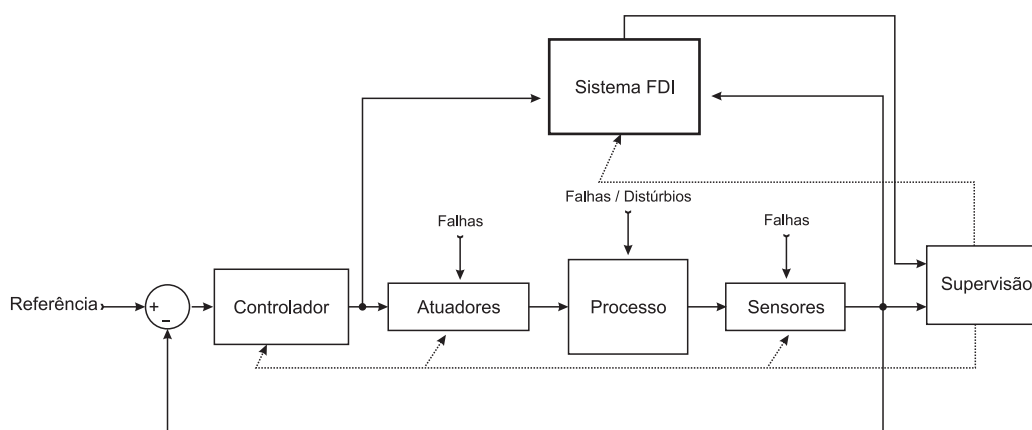 Sistema FDI
Falhas / Distúrbios
Falhas
Falhas
Referência
+
−
Controlador
Atuadores
Processo
Sensores
Supervisão